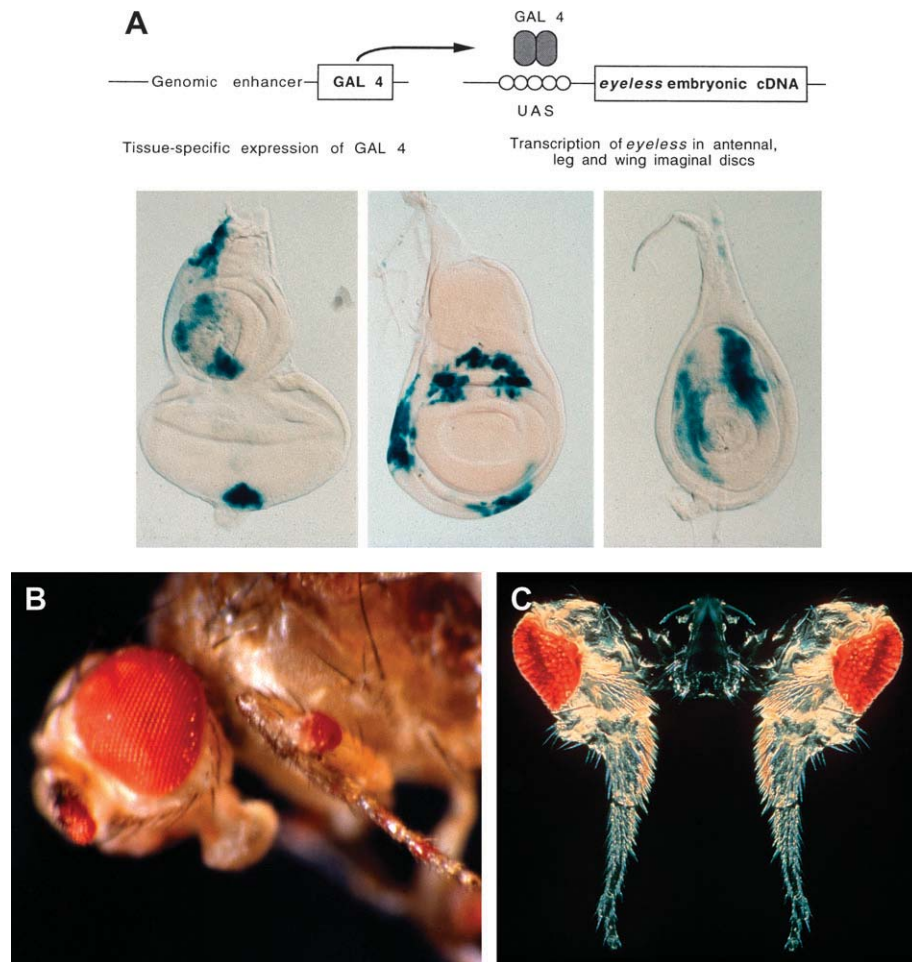 A
GAL 4
Genomic enhancer GAL 4
eyeless embryonic cDNA
UAS
Tissue-specific expression of GAL 4
Transcription of eyeless in antennal,
leg and wing imaginal discs
B
C